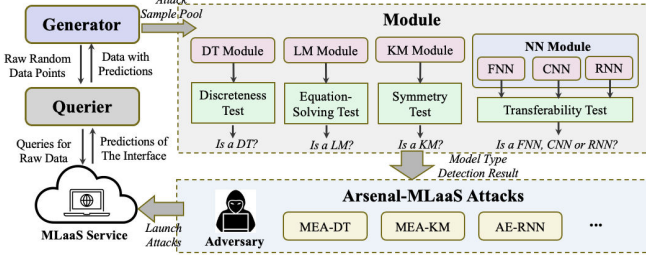 Attack
Sample Pool
Generator
Raw Random
Data Points
Data with
Predictions
Querier
Queries for
Raw Data
Predictions of
The Interface
MLaaS Service
Module
DT Module
LM Module
KM Module
NN Module
FNN
CNN
RNN
Discreteness
Test
Equation-
Solving Test
Symmetry
Test
Transferability Test
Is a DT?
Is a LM?
Is a KM?
Is a FNN, CNN or RNN?
Model Type
Detection Result
Arsenal-MLaaS Attacks
Launch
Attacks
Adversary
MEA-DT
MEA-KM
AE-RNN
...